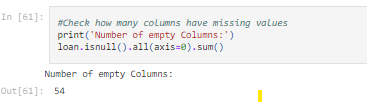 In [61]:
#Check how many columns have missing values
print('Number of empty Columns:')
loan.isnull().all(axis=0).sum()
Number of empty Columns:
Out[61]: 54